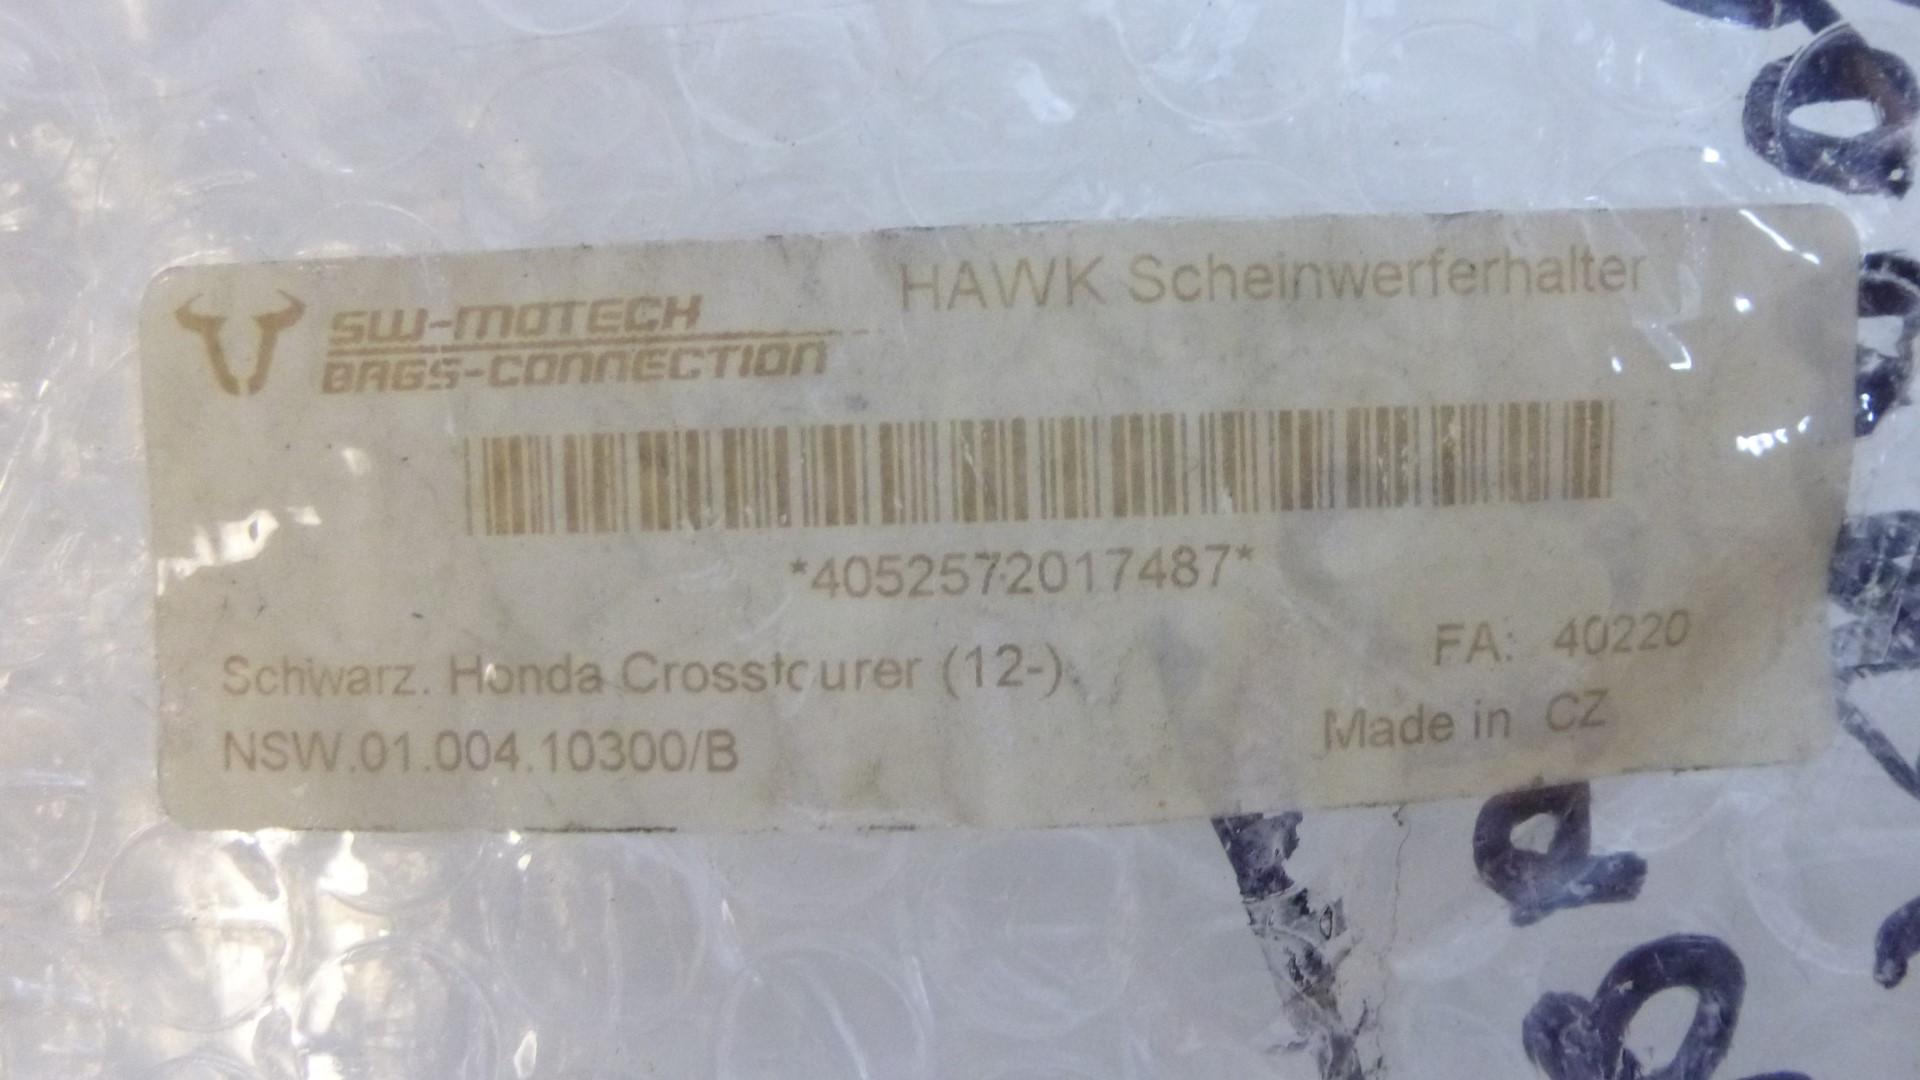 SW-MOTECH
BAGS-CONNECTION
HAWK Scheinwerferhalter
*4052572017487*
Schwarz. Honda Crosstourer (12-).
FA: 40220
NSW.01.004.10300/B
Made in CZ